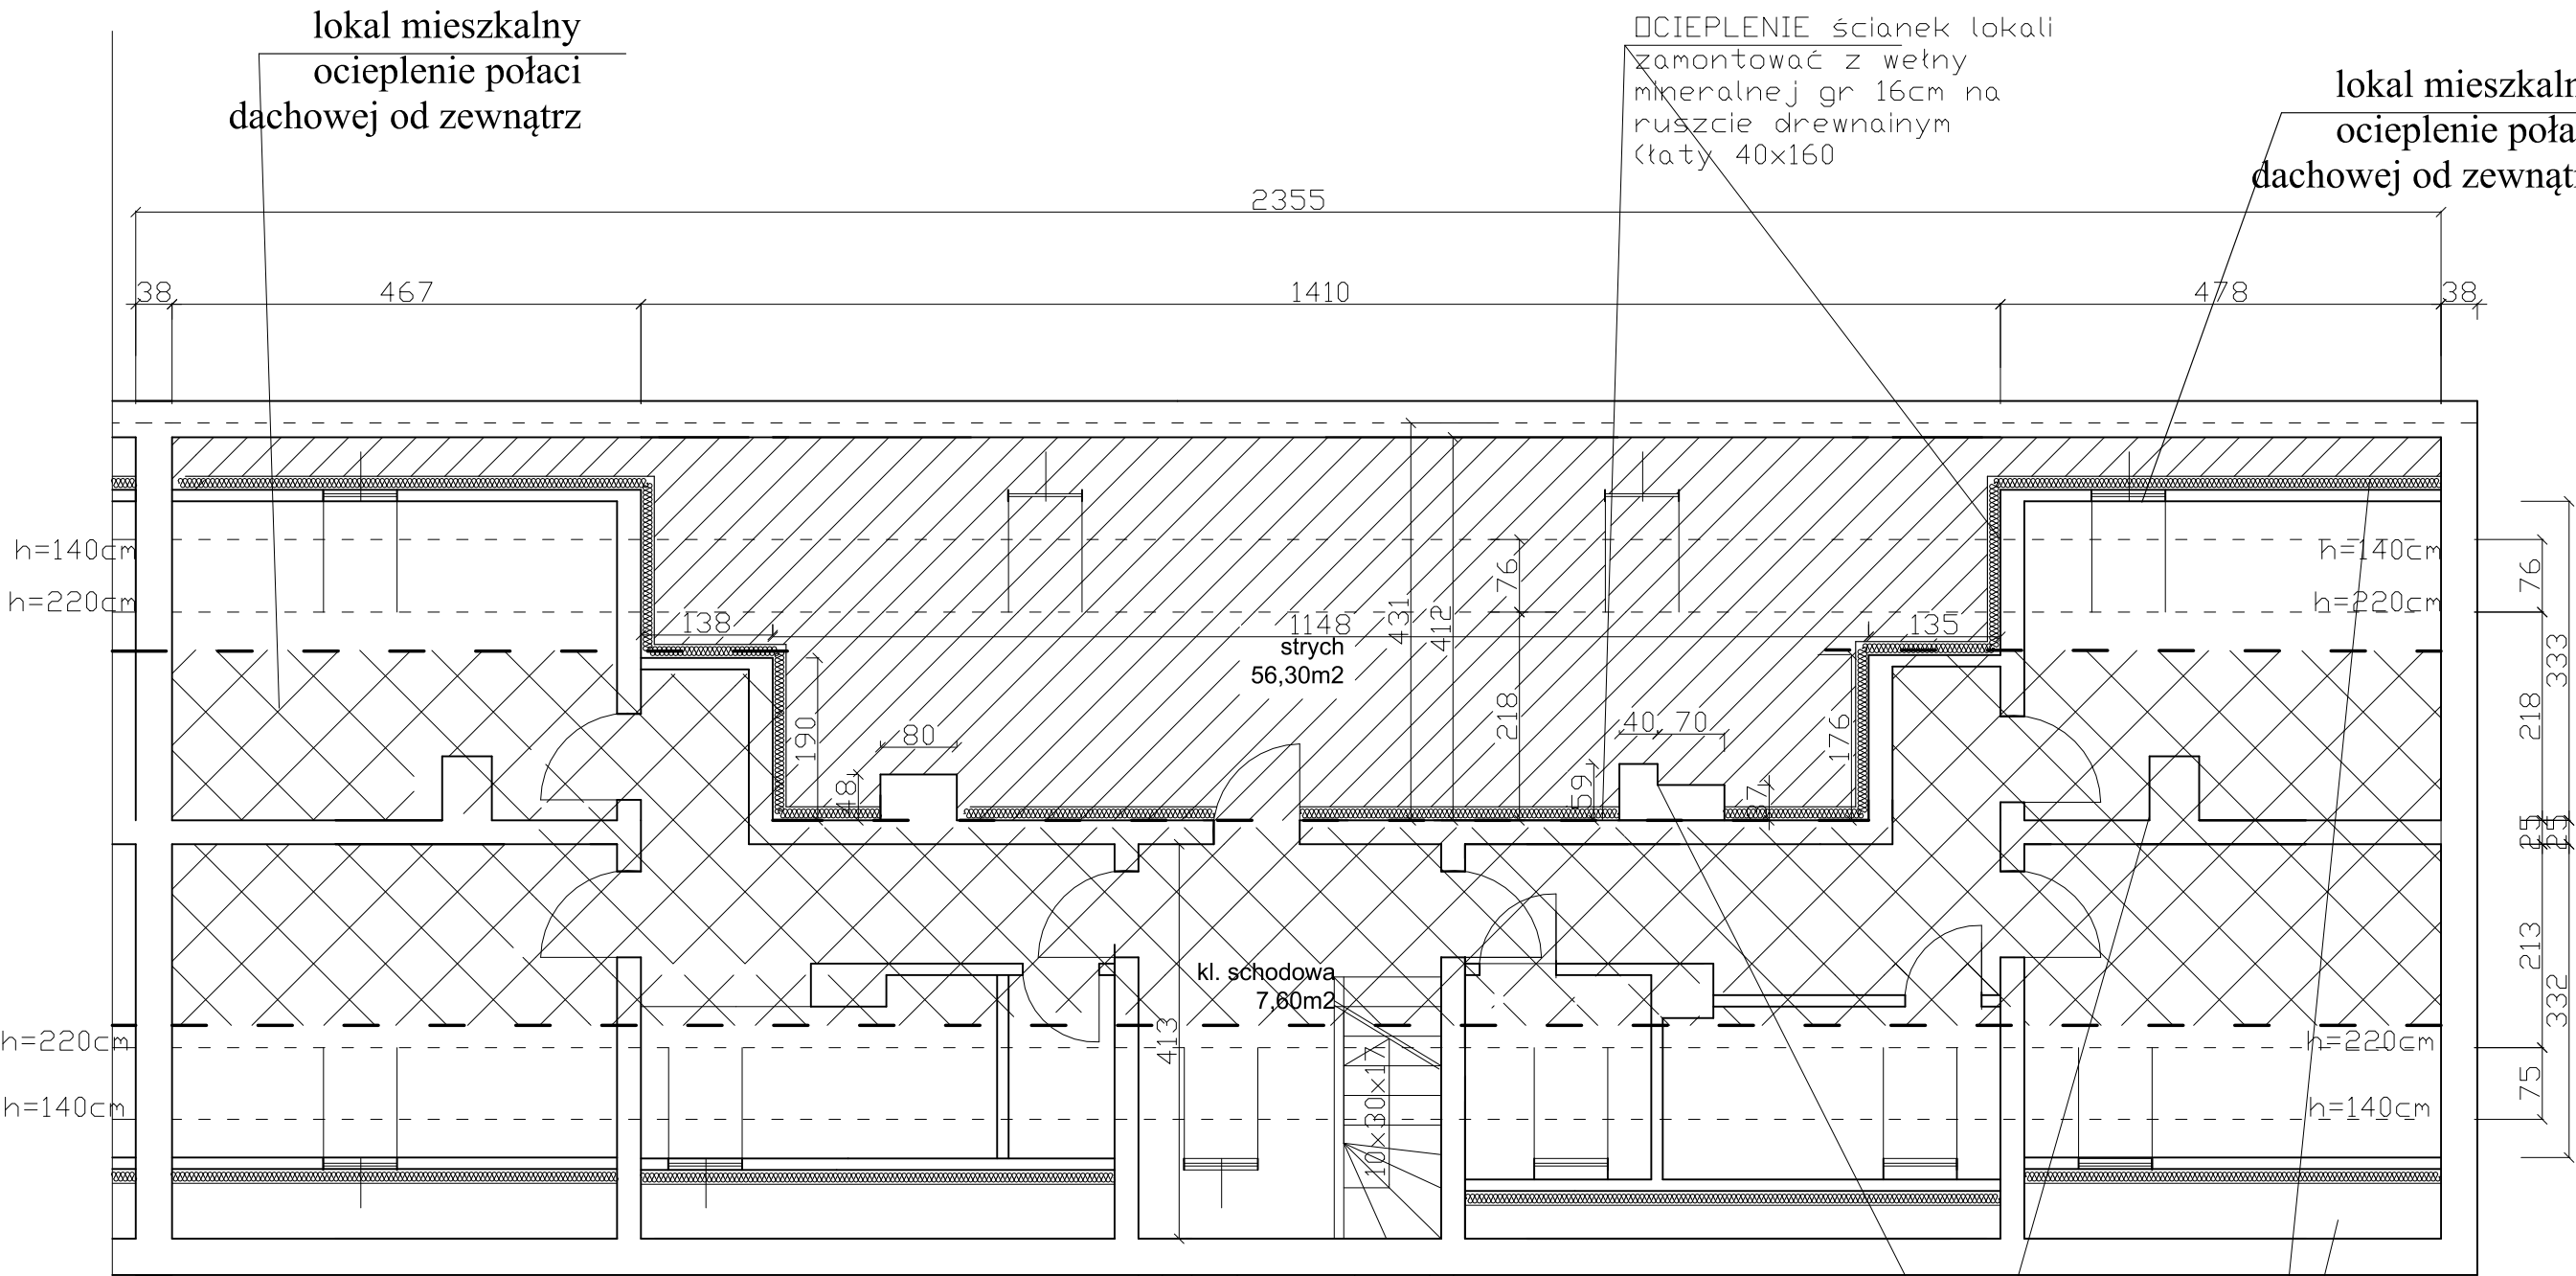 lokal mieszkalny
ocieplenie połaci
dachowej od zewnątrz
OCIEPLENIE ścianek lokali
zamontować z wełny
mineralnej gr 16cm na
ruszcie drewnainym
(łaty 40x160
lokal mieszkaln
ocieplenie poła
dachowej od zewnąt
2355
38
467
1410
478
38
h=140cm
h=140cm
76
76
h=220cm
h=220cm
138
1148
431
412
135
strych
56,30m2
333
190
80
218
40
70
176
218
48
59
37
25
25
kl. schodowa
7,60m2
213
332
413
h=220cm
h=220cm
10x30x17
75
h=140cm
h=140cm